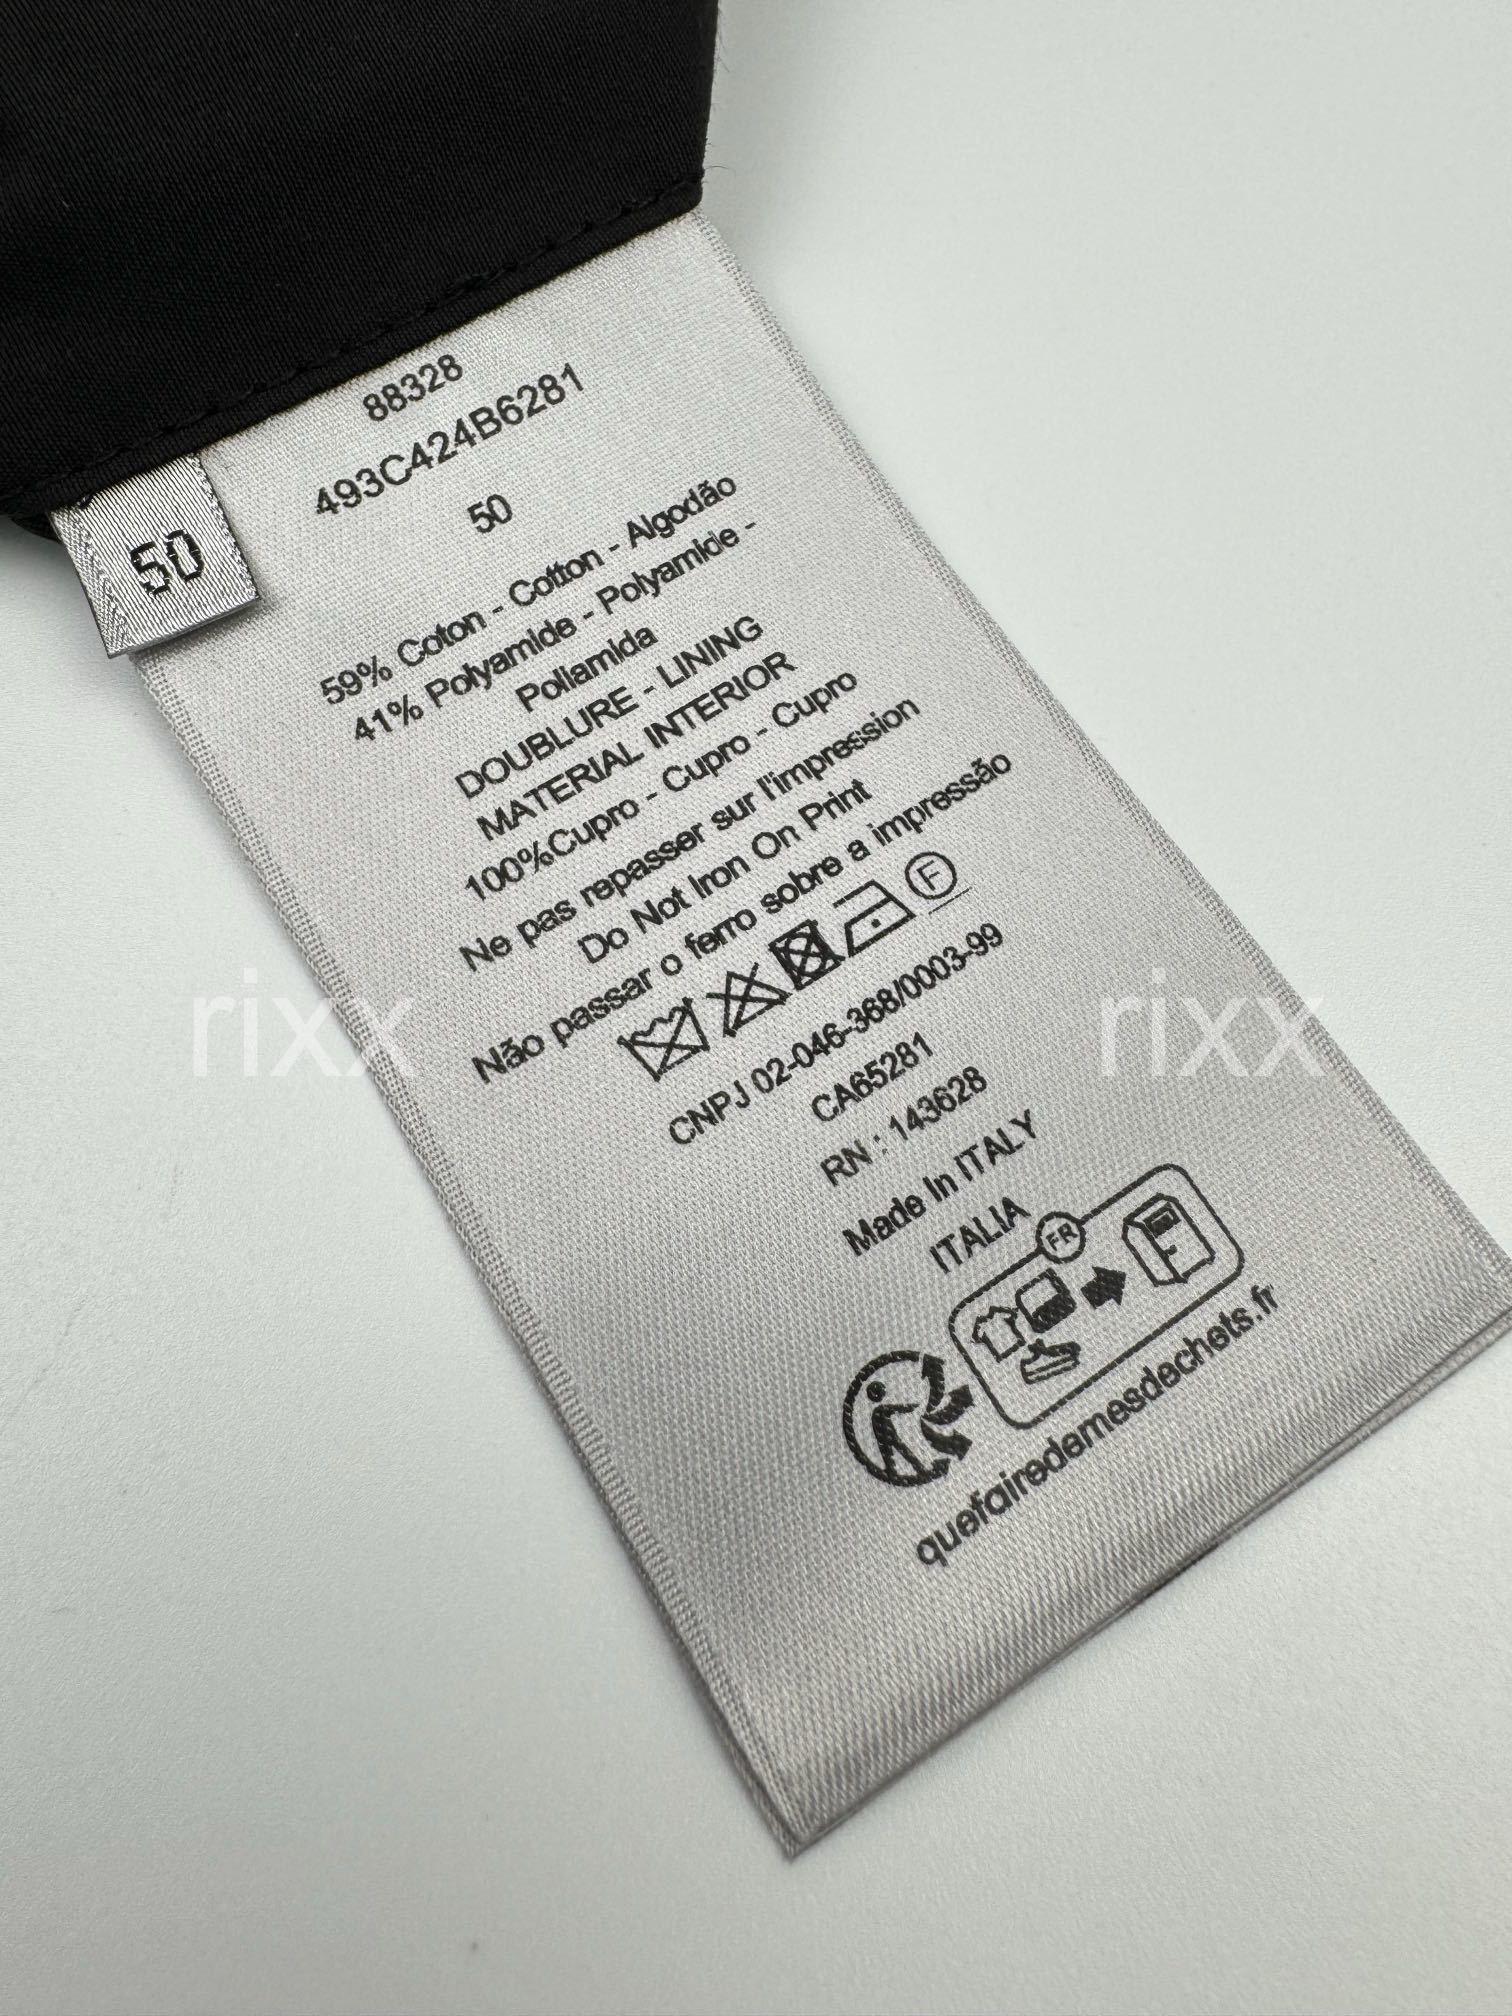 88328
493C424B6281
50
50
59% Coton - Cotton - Algodão
41% Polyamide - Polyamide -
Poliamida
DOUBLURE - LINING
MATERIAL INTERIOR
100%Cupro - Cupro - Cupro
Ne pas repasser sur l'impression
Do Not Iron On Print
Não passar o ferro sobre a impressão
F
CNPJ 02-046-368/0003-99
CA65281
RN : 143628
Made In ITALY
ITALIA
FR
quefairedemesdechets.fr
rixx
rixx